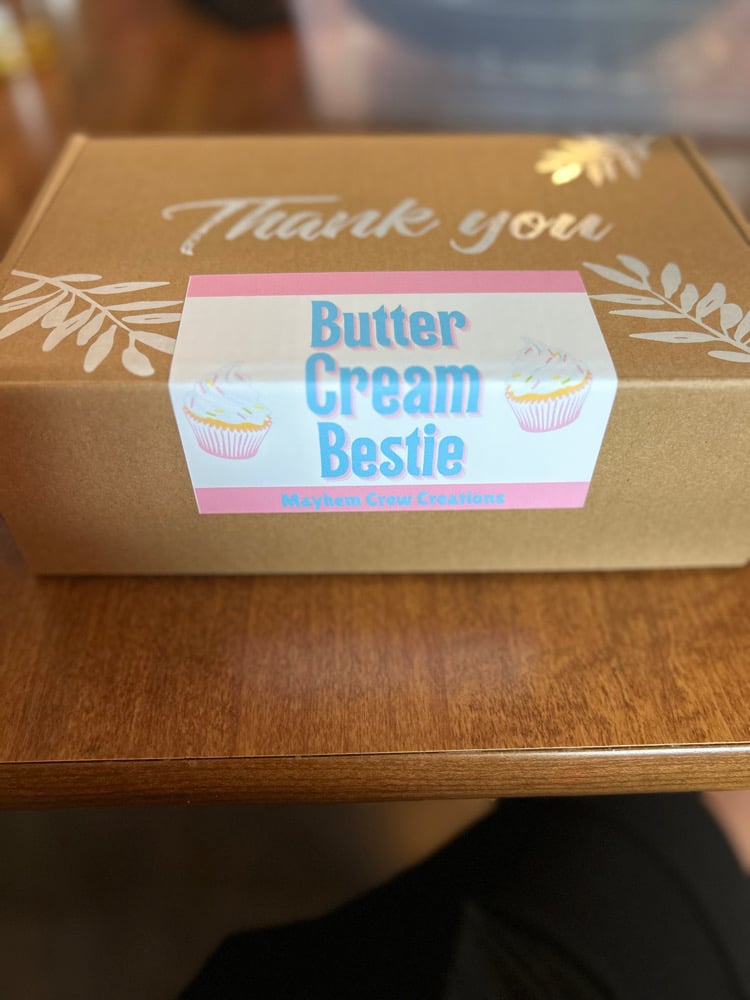 Thank you
Butter
Cream
Bestie
Mayhem Crew Creations